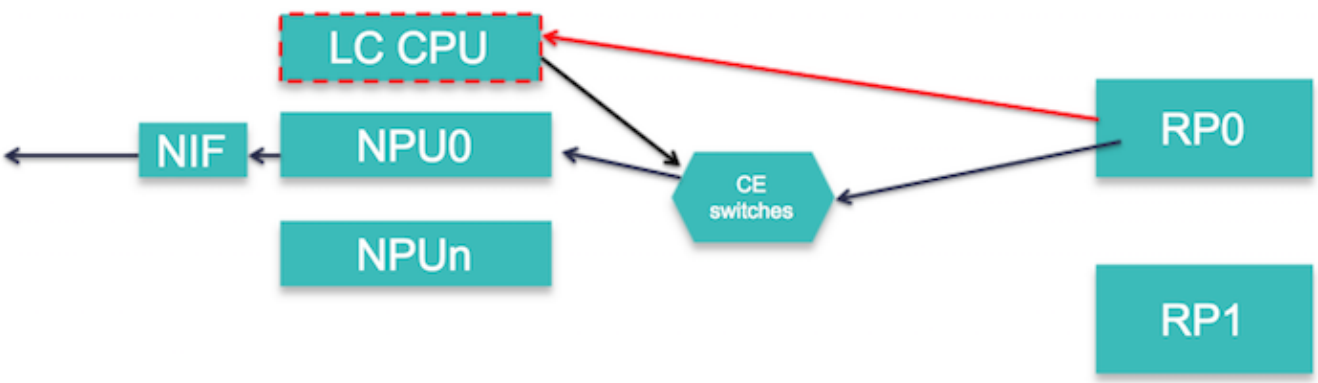 LC CPU
NIF
NPU0
RP0
CE
switches
NPUn
RP1